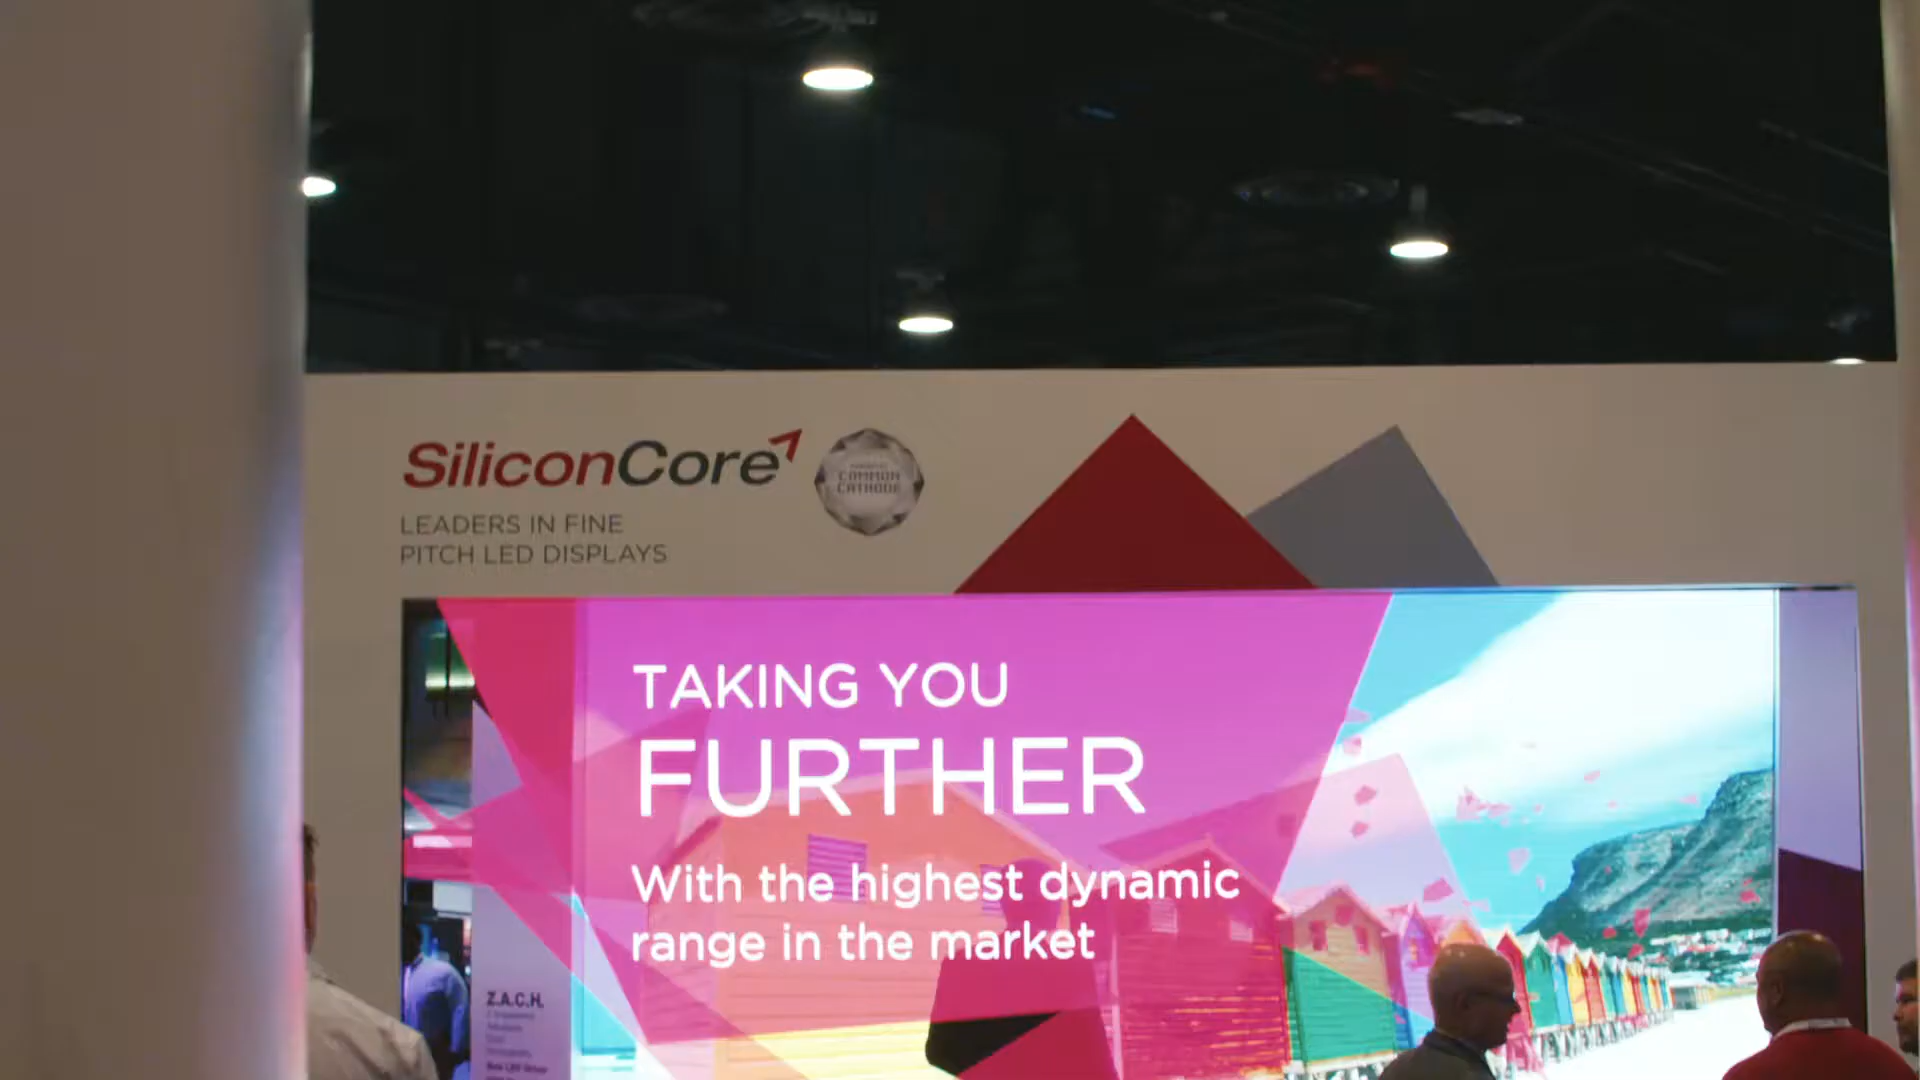 SiliconCore
COMMON
CATHODE
LEADERS IN FINE
PITCH LED DISPLAYS
TAKING YOU
FURTHER
With the highest dynamic
range in the market
Z.A.C.H.